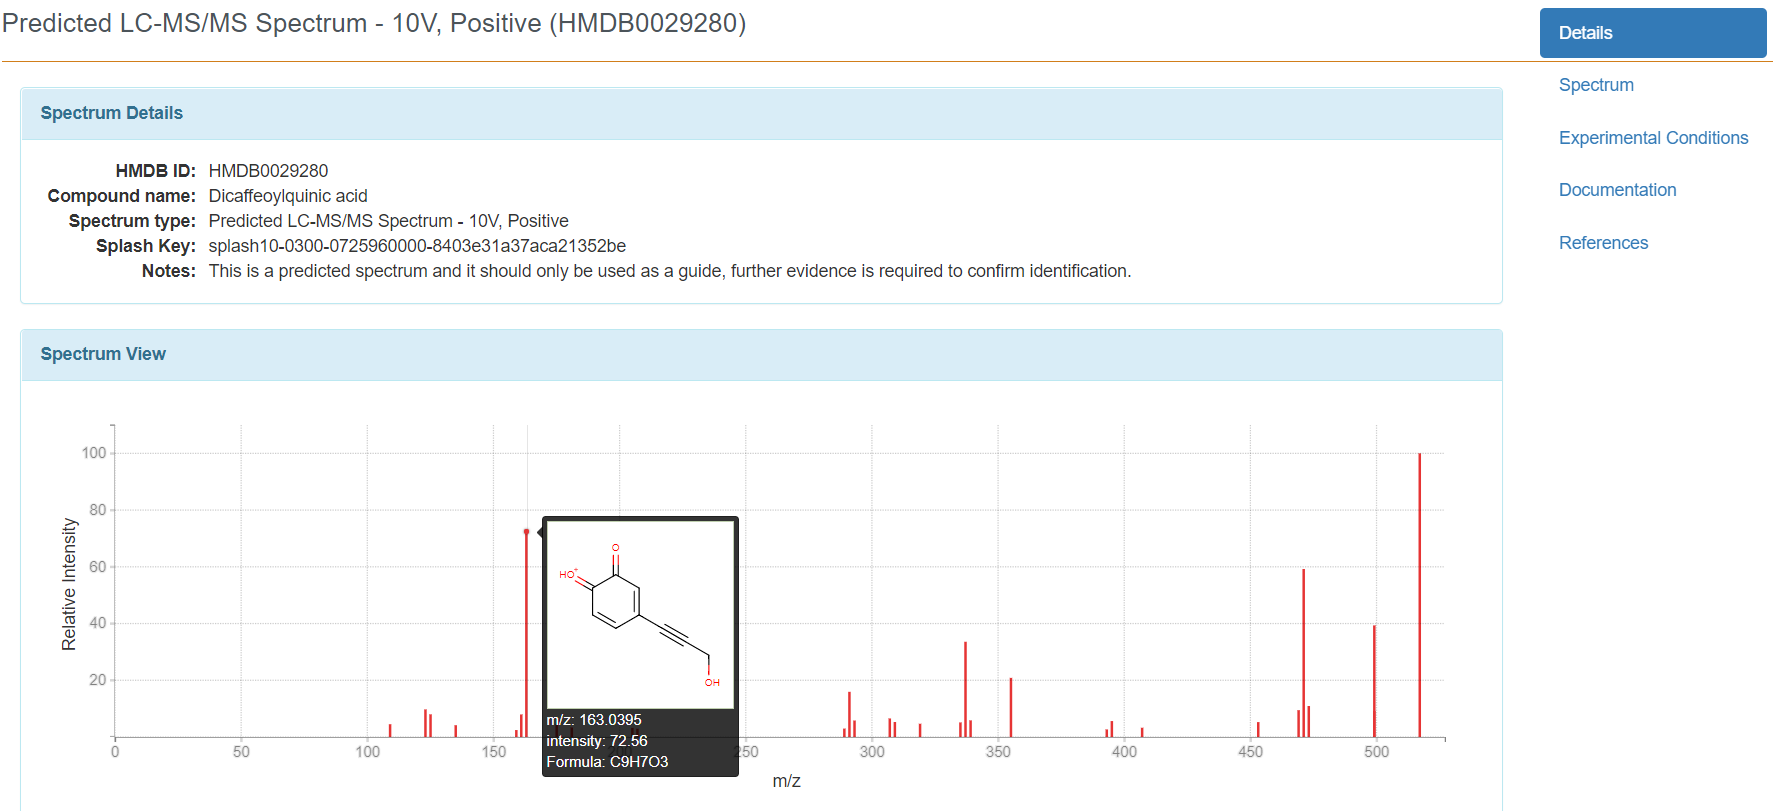 Predicted LC-MS/MS Spectrum - 10V, Positive (HMDB0029280)
Details
Spectrum
Experimental Conditions
Documentation
References
Spectrum Details
HMDB ID: HMDB0029280
Compound name: Dicaffeoylquinic acid
Spectrum type: Predicted LC-MS/MS Spectrum - 10V, Positive
Splash Key: splash10-0300-0725960000-8403e31a37aca21352be
Notes: This is a predicted spectrum and it should only be used as a guide, further evidence is required to confirm identification.
Spectrum View
Relative Intensity
100
80
60
40
20
O
HO+
OH
m/z: 163.0395
intensity: 72.56
Formula: C9H7O3
0 50 100 150 200 250 300 350 400 450 500
m/z